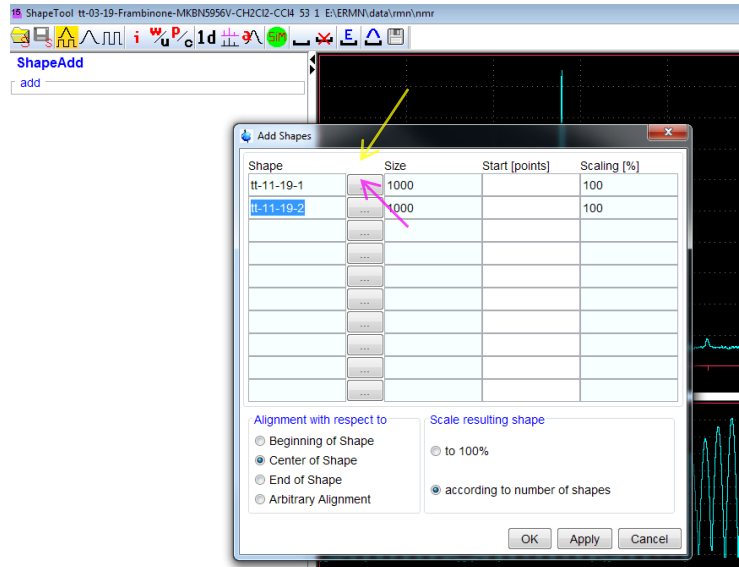 ShapeTool tt-03-19-Frambinone-MKBN5956V-CH2Cl2-CCl4 53 1 E:\ERMN\data\rmn\nmr
S i w/u P/c 1d SIM E
ShapeAdd
add
Add Shapes
Shape Size Start [points] Scaling [%]
tt-11-19-1 ... 1000 100
tt-11-19-2 ... 1000 100
...
...
...
...
...
...
...
...
Alignment with respect to Scale resulting shape
Beginning of Shape
to 100%
Center of Shape
End of Shape
according to number of shapes
Arbitrary Alignment
OK Apply Cancel